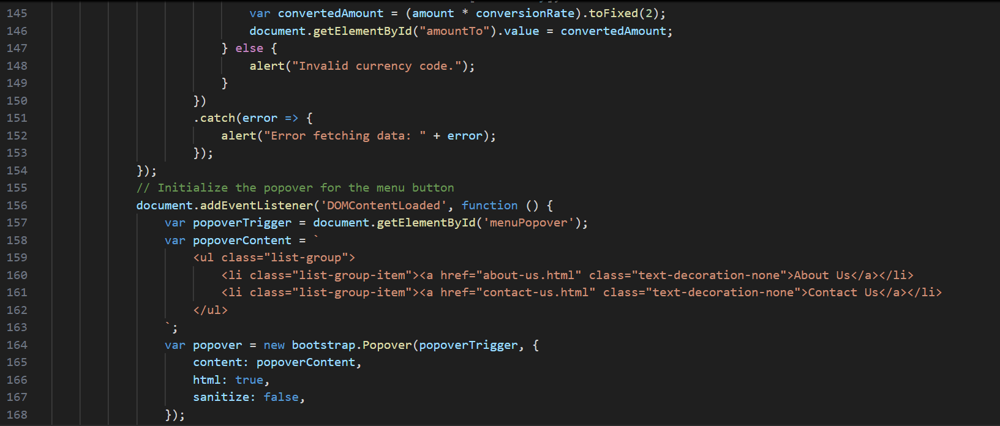 145 var convertedAmount = (amount * conversionRate).toFixed(2);
146 document.getElementById("amountTo").value = convertedAmount;
147 } else {
148 alert("Invalid currency code.");
149 }
150 })
151 .catch(error => {
152 alert("Error fetching data: " + error);
153 });
154 });
155 // Initialize the popover for the menu button
156 document.addEventListener('DOMContentLoaded', function () {
157 var popoverTrigger = document.getElementById('menuPopover');
158 var popoverContent = `
159 <ul class="list-group">
160 <li class="list-group-item"><a href="about-us.html" class="text-decoration-none">About Us</a></li>
161 <li class="list-group-item"><a href="contact-us.html" class="text-decoration-none">Contact Us</a></li>
162 </ul>
163 `;
164 var popover = new bootstrap.Popover(popoverTrigger, {
165 content: popoverContent,
166 html: true,
167 sanitize: false,
168 });